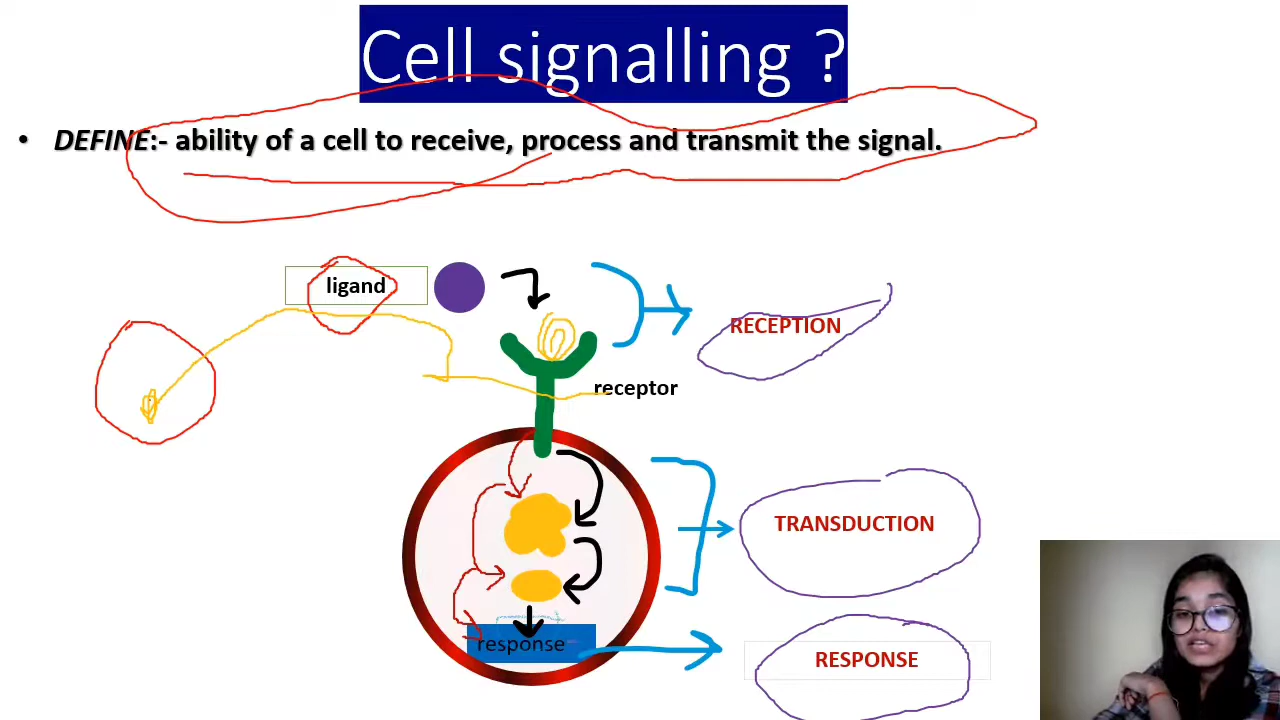 Cell signalling ?
• DEFINE:- ability of a cell to receive, process and transmit the signal.
ligand
RECEPTION
receptor
TRANSDUCTION
response
RESPONSE